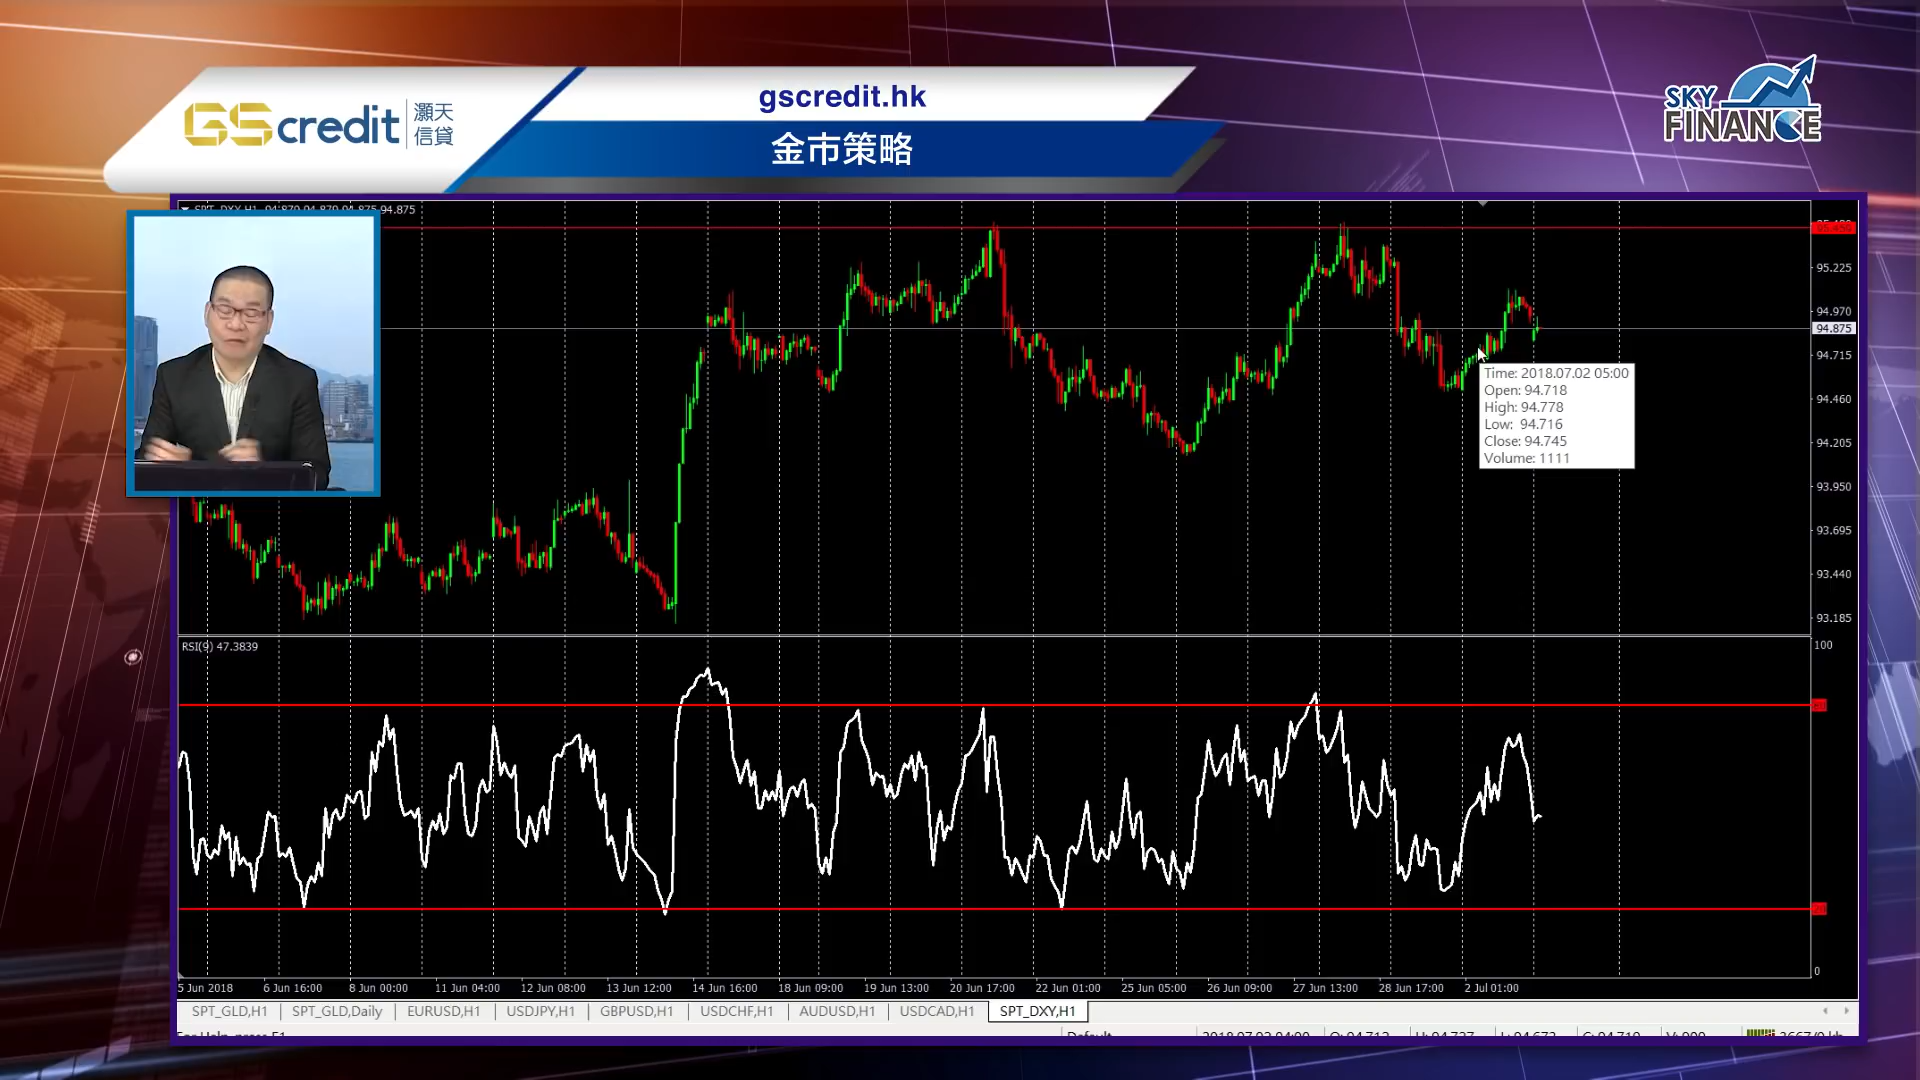 GS credit 灝天信貸
gscredit.hk
金市策略
SKY FINANCE
95.225
94.970
94.875
94.715
94.460
94.205
93.950
93.695
93.440
93.185
Time: 2018.07.02 05:00
Open: 94.718
High: 94.778
Low: 94.716
Close: 94.745
Volume: 1111
RSI(9) 47.3839
100
0
5 Jun 2018 6 Jun 16:00 8 Jun 00:00 11 Jun 04:00 12 Jun 08:00 13 Jun 12:00 14 Jun 16:00 18 Jun 09:00 19 Jun 13:00 20 Jun 17:00 22 Jun 01:00 25 Jun 05:00 26 Jun 09:00 27 Jun 13:00 28 Jun 17:00 2 Jul 01:00
SPT_GLD,H1 SPT_GLD,Daily EURUSD,H1 USDJPY,H1 GBPUSD,H1 USDCHF,H1 AUDUSD,H1 USDCAD,H1 SPT_DXY,H1